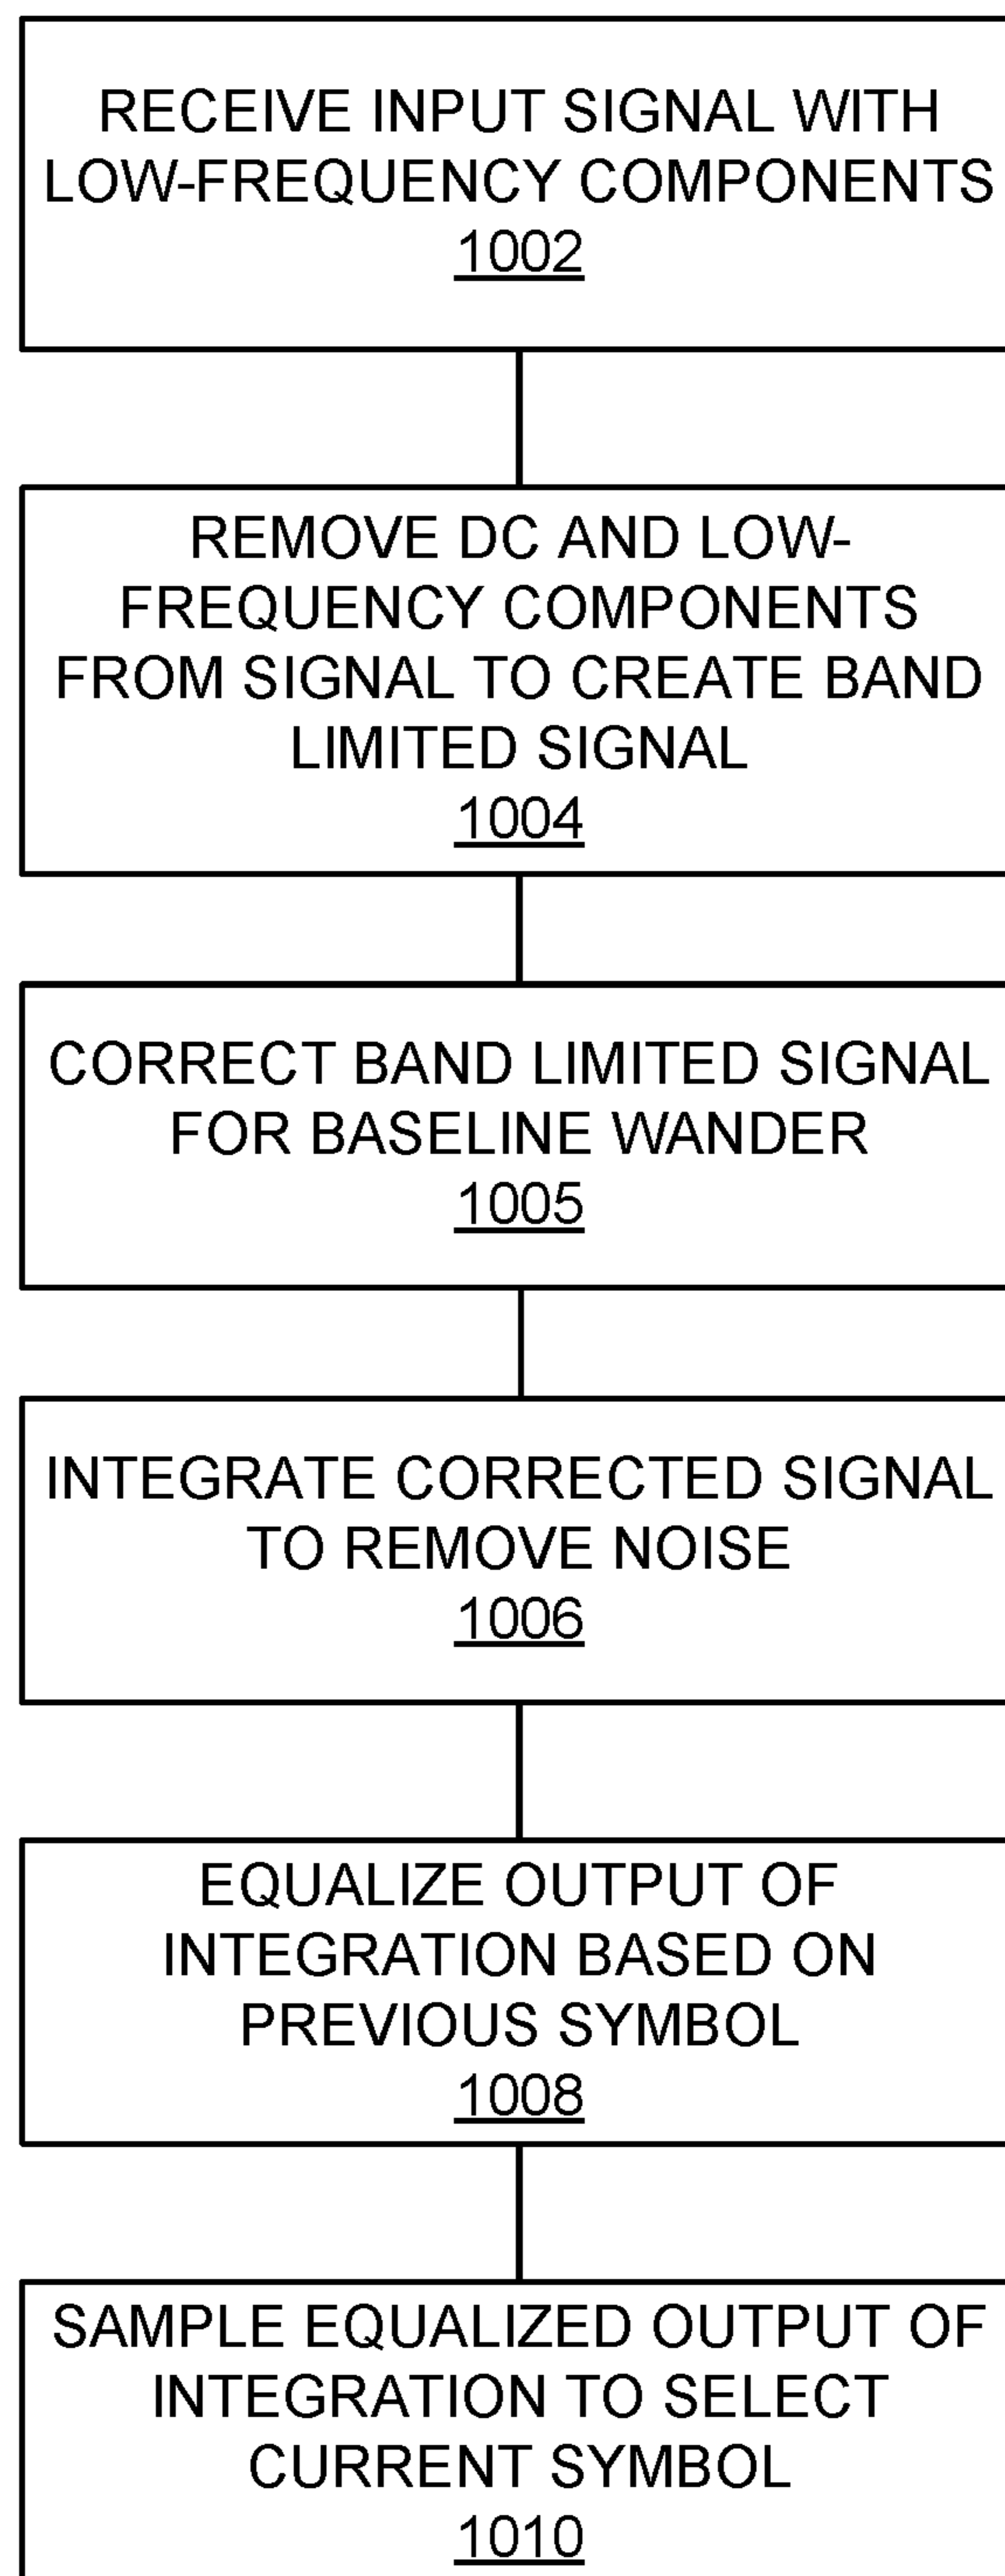 RECEIVE INPUT SIGNAL WITH
LOW-FREQUENCY COMPONENTS
1002
REMOVE DC AND LOW-
FREQUENCY COMPONENTS
FROM SIGNAL TO CREATE BAND
LIMITED SIGNAL
1004
CORRECT BAND LIMITED SIGNAL
FOR BASELINE WANDER
1005
INTEGRATE CORRECTED SIGNAL
TO REMOVE NOISE
1006
EQUALIZE OUTPUT OF
INTEGRATION BASED ON
PREVIOUS SYMBOL
1008
SAMPLE EQUALIZED OUTPUT OF
INTEGRATION TO SELECT
CURRENT SYMBOL
1010